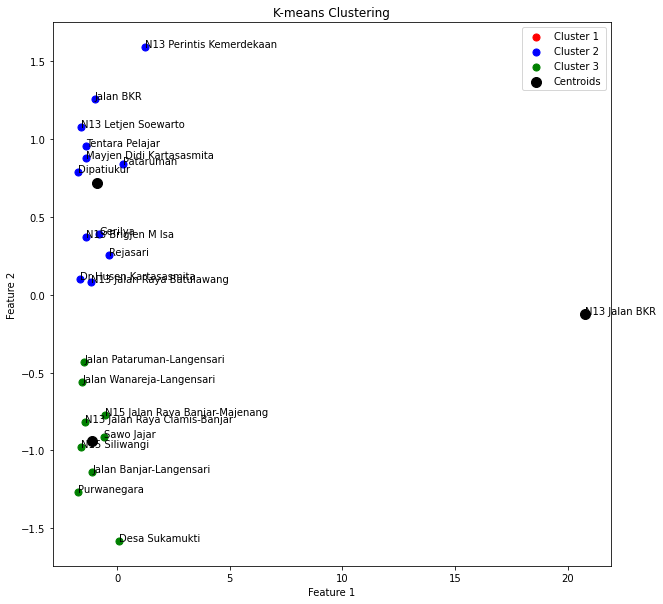 K-means Clustering
Cluster 1
Cluster 2
Cluster 3
Centroids
N13 Perintis Kemerdekaan
Jalan BKR
N13 Letjen Soewarto
Tentara Pelajar
Mayjen Didi Kartasasmita
Pataruman
Dipatiukur
Gerilya
N15 Brigjen M Isa
Rejasari
Dr.Husen Kartasasmita
N13 Jalan Raya Batulawang
N13 Jalan BKR
Jalan Pataruman-Langensari
Jalan Wanareja-Langensari
N15 Jalan Raya Banjar-Majenang
N13 Jalan Raya Ciamis-Banjar
Sawo Jajar
N15 Siliwangi
Jalan Banjar-Langensari
Purwanegara
Desa Sukamukti
1.5
1.0
0.5
0.0
−0.5
−1.0
−1.5
Feature 2
0 5 10 15 20
Feature 1